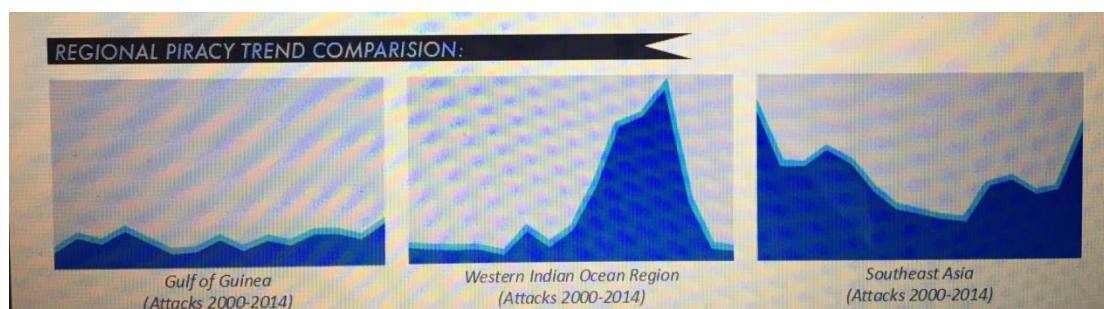 REGIONAL PIRACY TREND COMPARISION:
Gulf of Guinea
(Attacks 2000-2014)
Western Indian Ocean Region
(Attacks 2000-2014)
Southeast Asia
(Attacks 2000-2014)